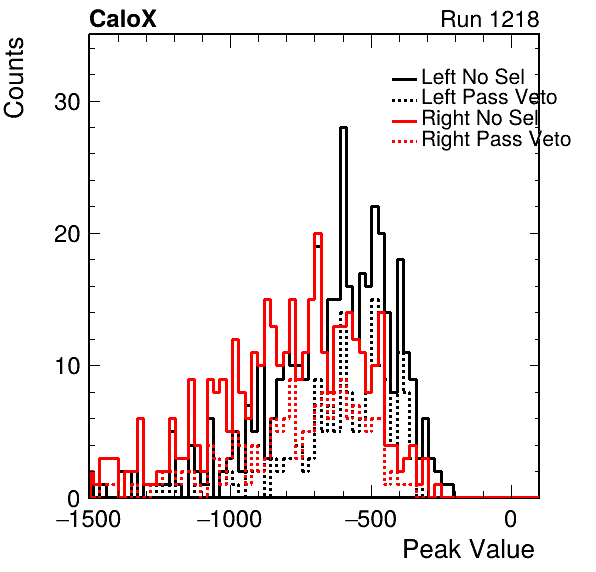 CaloX Run 1218
Counts
Left No Sel
Left Pass Veto
Right No Sel
Right Pass Veto
30
20
10
0
−1500 −1000 −500 0
Peak Value